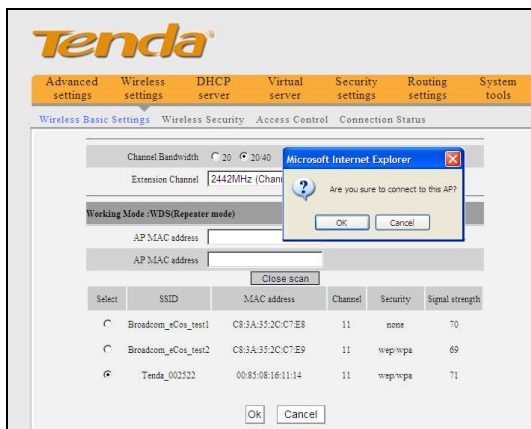 Tenda
Advanced settings Wireless settings DHCP server Virtual server Security settings Routing settings System tools
Wireless Basic Settings Wireless Security Access Control Connection Status
Channel Bandwidth 20 20/40
Extension Channel 2442MHz (Chann
Microsoft Internet Explorer
Are you sure to connect to this AP?
OK Cancel
Working Mode :WDS(Repeater mode)
AP MAC address
AP MAC address
Close scan
Select SSID MAC address Channel Security Signal strength
Broadcom_eCos_test1 C8:3A:35:2C:C7:E8 11 none 70
Broadcom_eCos_test2 C8:3A:35:2C:C7:E9 11 wep/wpa 69
Tenda_002522 00:85:08:16:11:14 11 wep/wpa 71
Ok Cancel